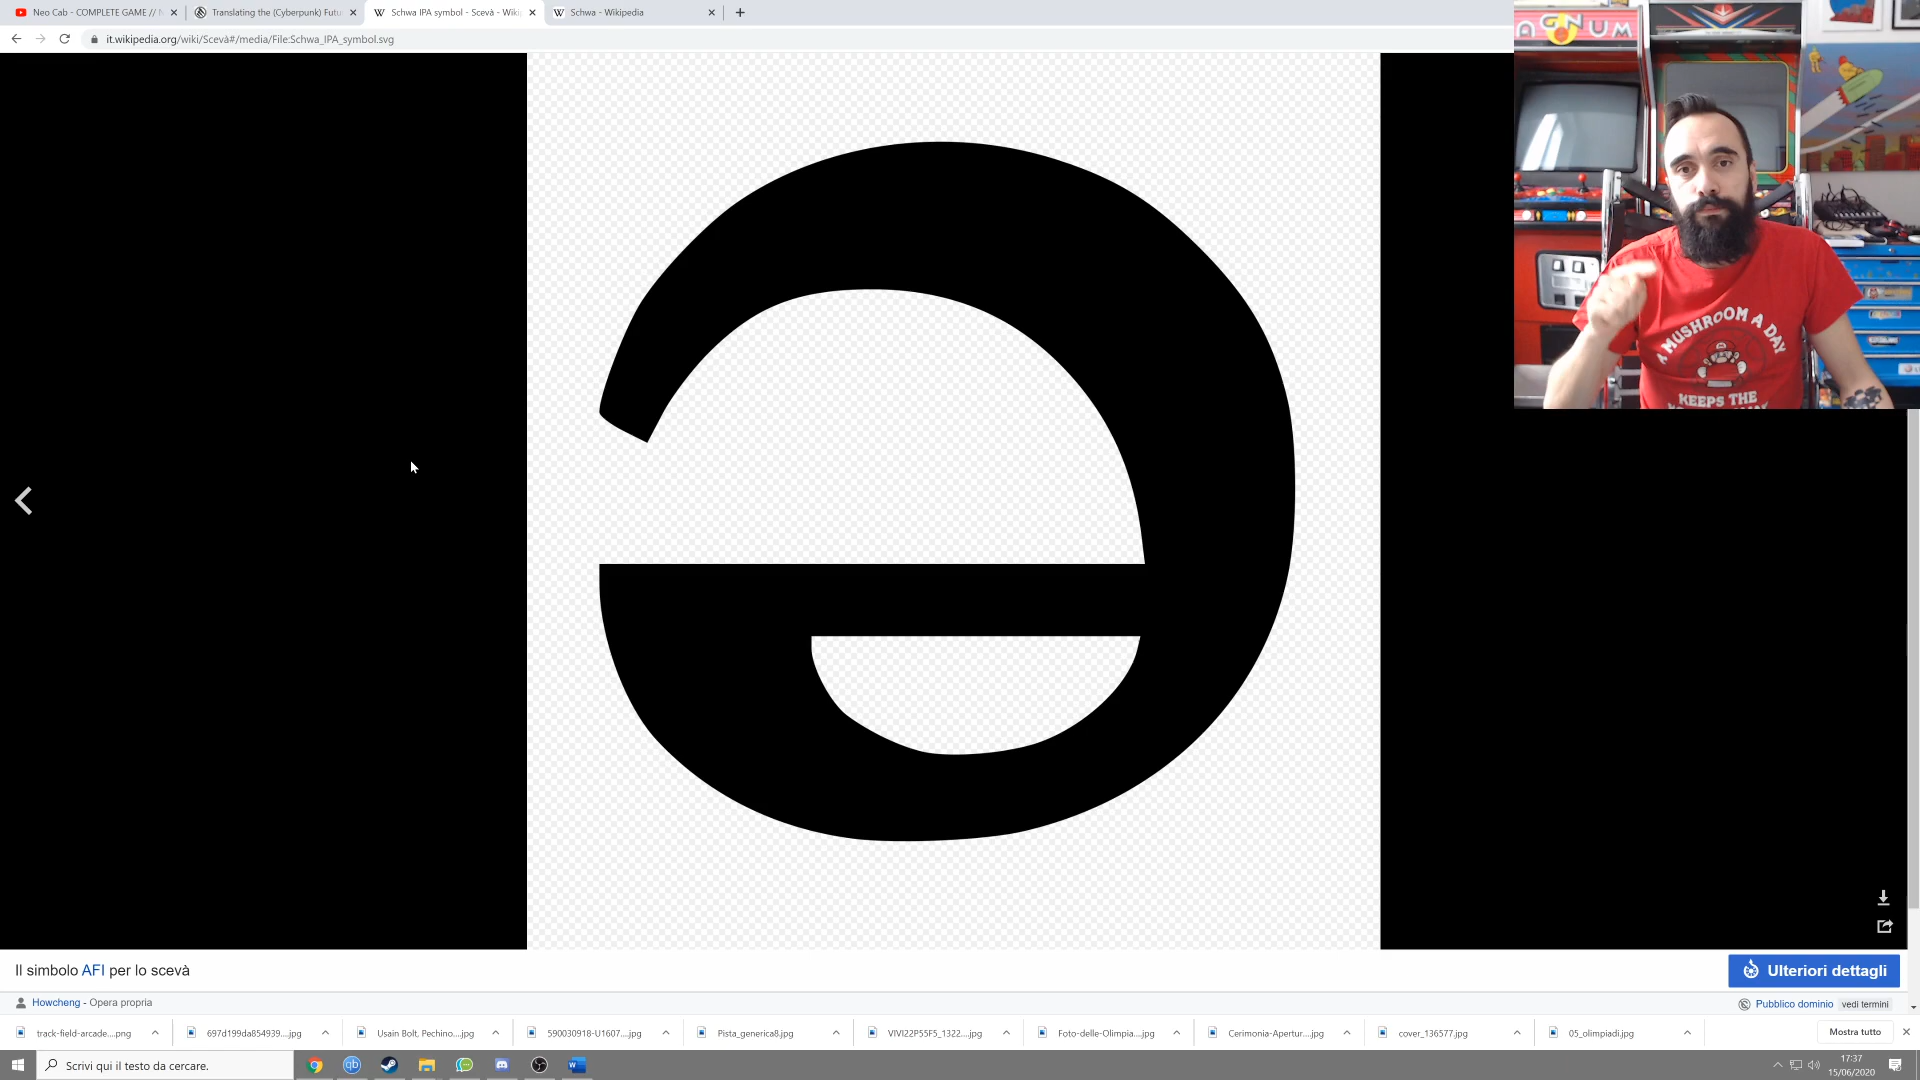 Neo Cab - COMPLETE GAME // N
Translating the (Cyberpunk) Futu
Schwa IPA symbol - Scevà - Wikip
Schwa - Wikipedia
it.wikipedia.org/wiki/Scevà#/media/File:Schwa_IPA_symbol.svg
AGNUM
A MUSHROOM A DAY
KEEPS THE
ə
Il simbolo AFI per lo scevà
Ulteriori dettagli
Howcheng - Opera propria
Pubblico dominio
vedi termini
track-field-arcade....png
697d199da854939....jpg
Usain Bolt, Pechino....jpg
590030918-U1607....jpg
Pista_generica8.jpg
VIVI22P55F5_1322....jpg
Foto-delle-Olimpia....jpg
Cerimonia-Apertur....jpg
cover_136577.jpg
05_olimpiadi.jpg
Mostra tutto
Scrivi qui il testo da cercare.
17:37
15/06/2020